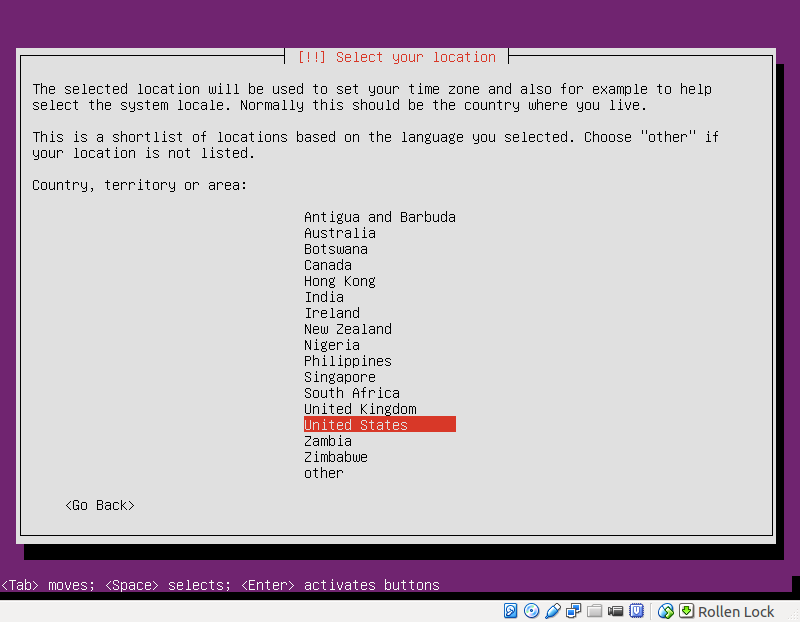 [!!] Select your location
The selected location will be used to set your time zone and also for example to help
select the system locale. Normally this should be the country where you live.
This is a shortlist of locations based on the language you selected. Choose "other" if
your location is not listed.
Country, territory or area:
Antigua and Barbuda
Australia
Botswana
Canada
Hong Kong
India
Ireland
New Zealand
Nigeria
Philippines
Singapore
South Africa
United Kingdom
United States
Zambia
Zimbabwe
other
<Go Back>
<Tab> moves; <Space> selects; <Enter> activates buttons
Rollen Lock